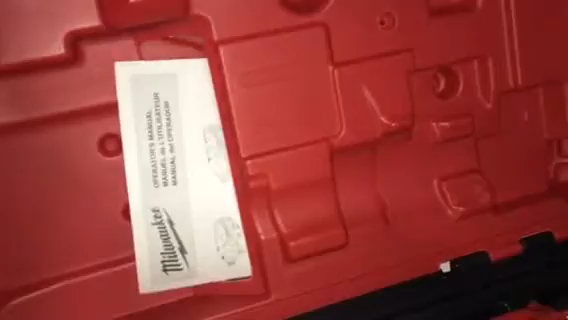 Milwaukee
OPERATOR'S MANUAL
MANUEL de L'UTILISATEUR
MANUAL del OPERADOR